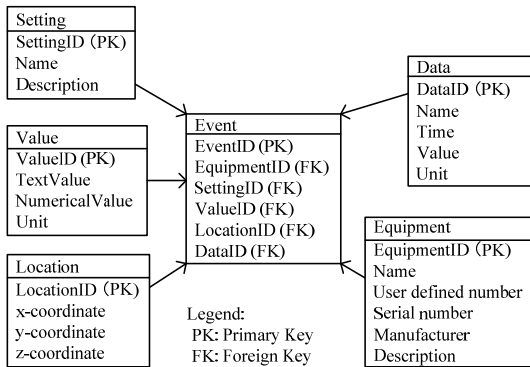 Setting
SettingID (PK)
Name
Description
Value
ValueID (PK)
TextValue
NumericalValue
Unit
Location
LocationID (PK)
x-coordinate
y-coordinate
z-coordinate
Event
EventID (PK)
EquipmentID (FK)
SettingID (FK)
ValueID (FK)
LocationID (FK)
DataID (FK)
Legend:
PK: Primary Key
FK: Foreign Key
Data
DataID (PK)
Name
Time
Value
Unit
Equipment
EquipmentID (PK)
Name
User defined number
Serial number
Manufacturer
Description